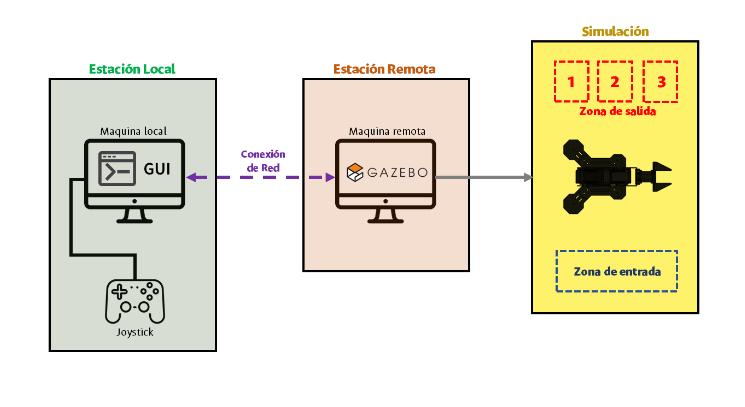 Simulación
Estación Local
Estación Remota
1 2 3
Zona de salida
Maquina local
Maquina remota
Conexión
de Red
GUI
GAZEBO
Zona de entrada
Joystick